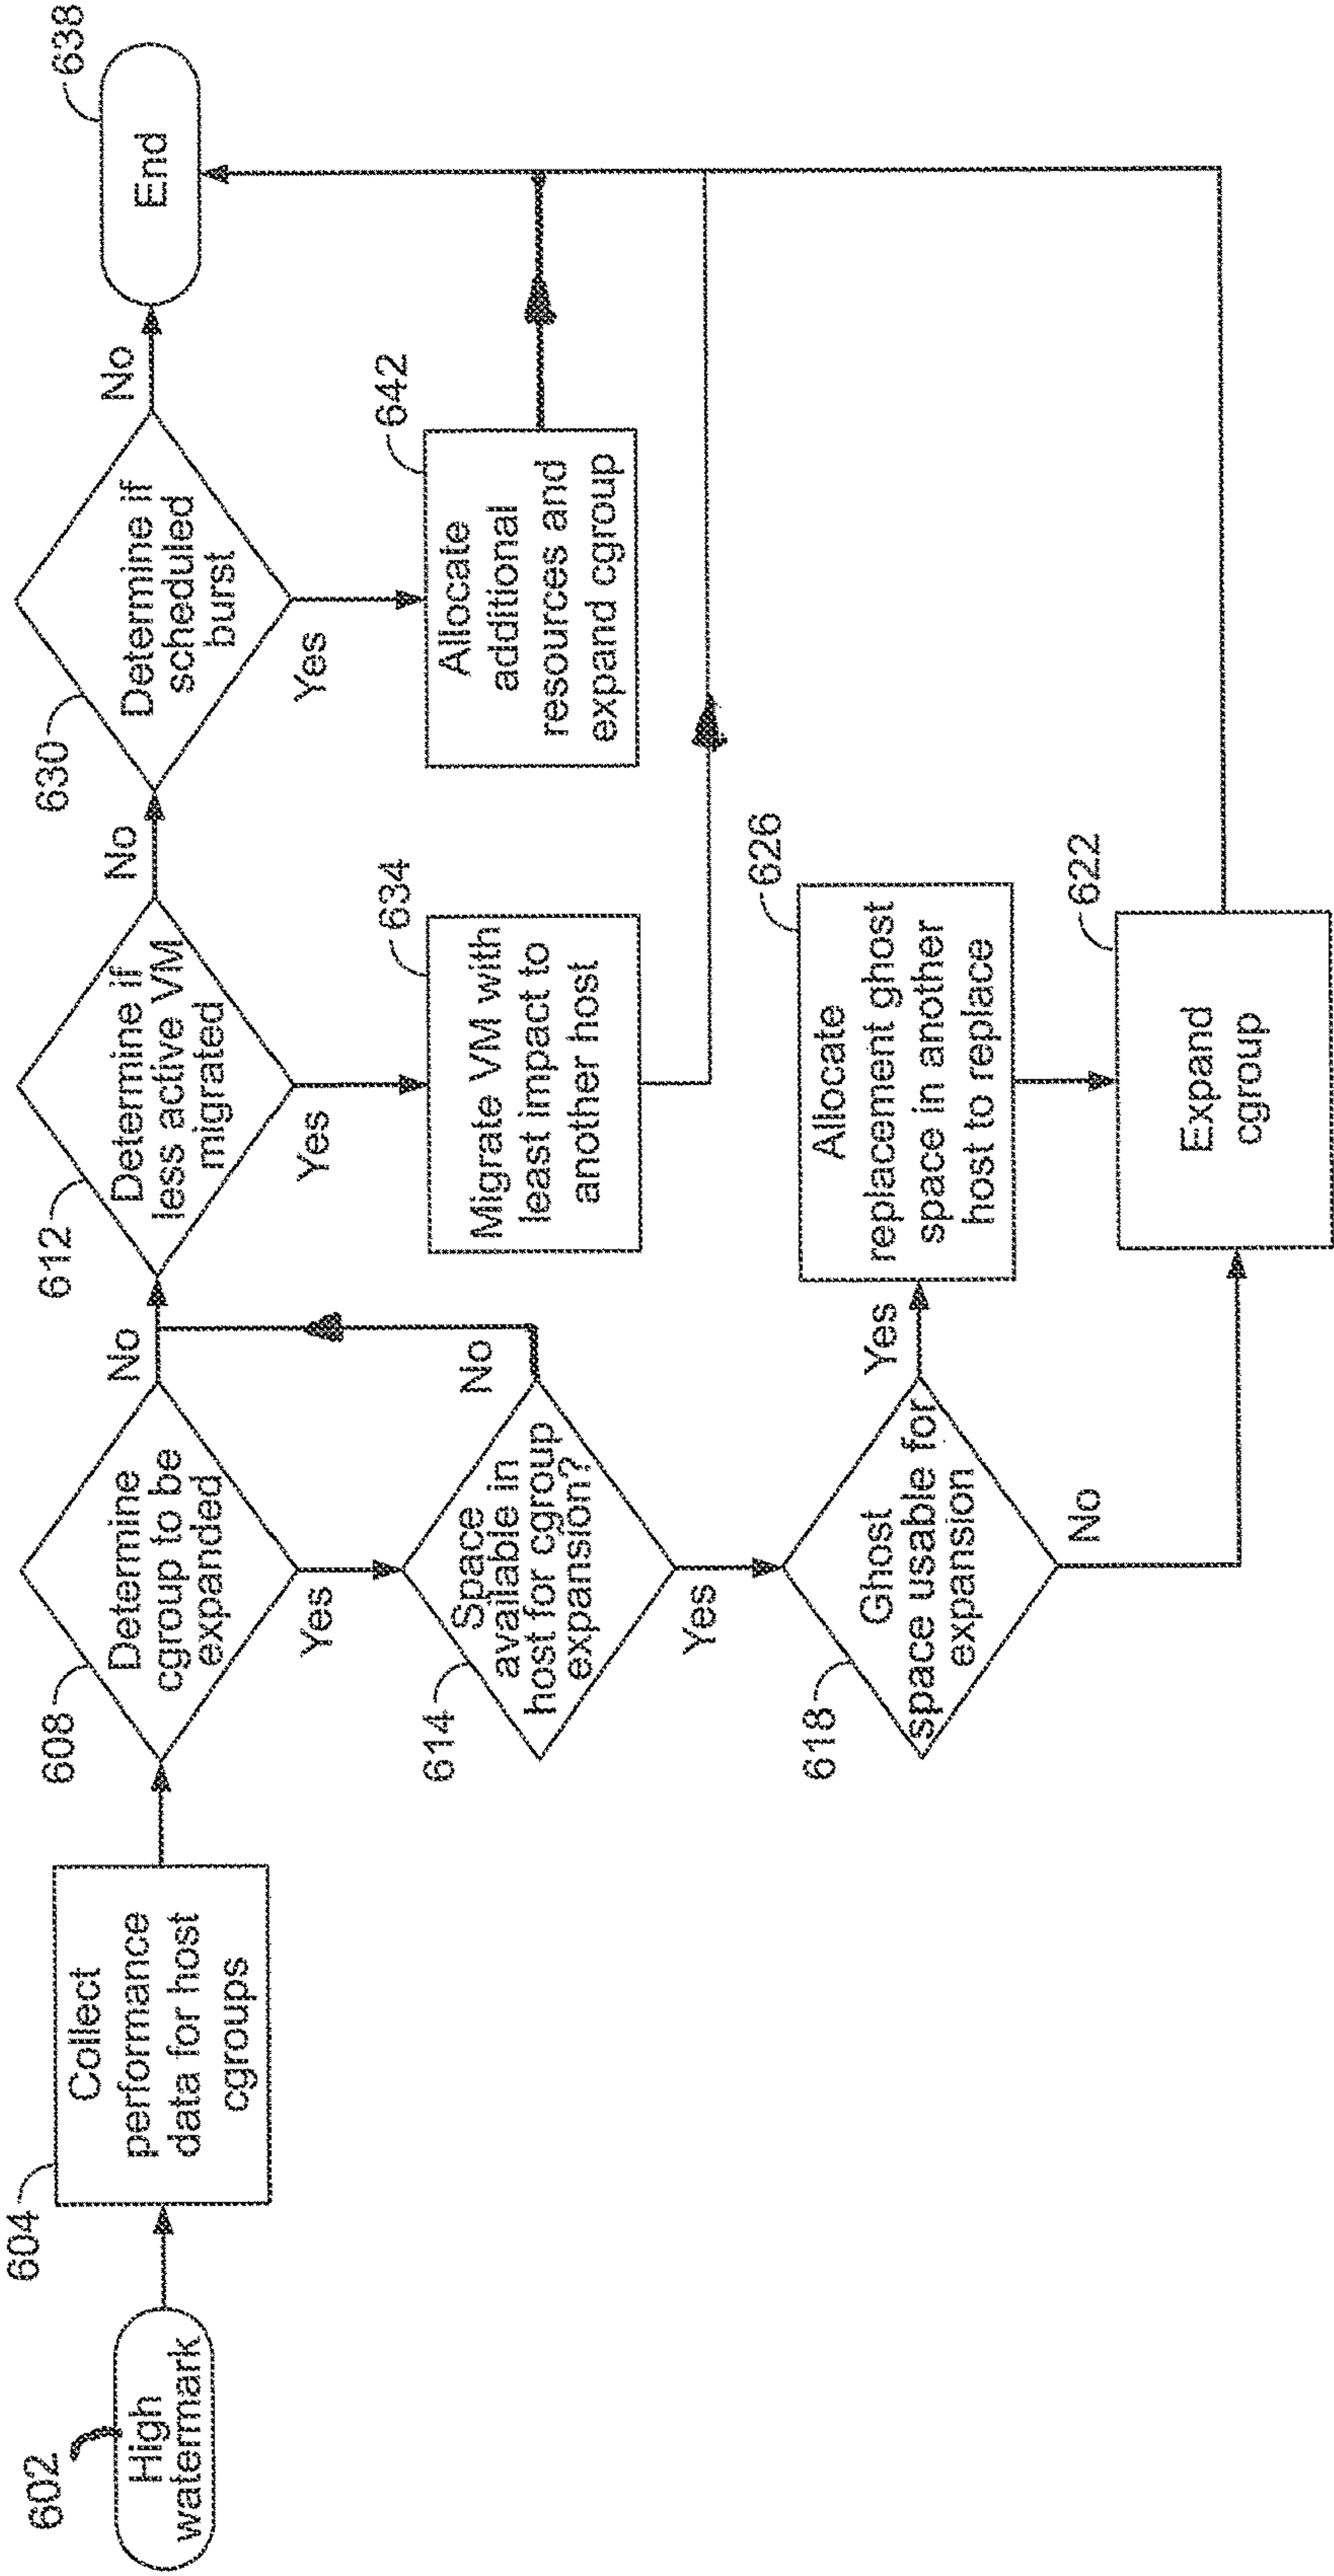 602
High
watermark
604
Collect
performance
data for host
cgroups
608
Determine
cgroup to be
expanded
No
Yes
612
Determine if
less active VM
migrated
No
Yes
630
Determine if
scheduled
burst
No
Yes
638
End
614
Space
available in
host for cgroup
expansion?
No
Yes
634
Migrate VM with
least impact to
another host
642
Allocate
additional
resources and
expand cgroup
618
Ghost
space usable for
expansion
Yes
No
626
Allocate
replacement ghost
space in another
host to replace
622
Expand
cgroup